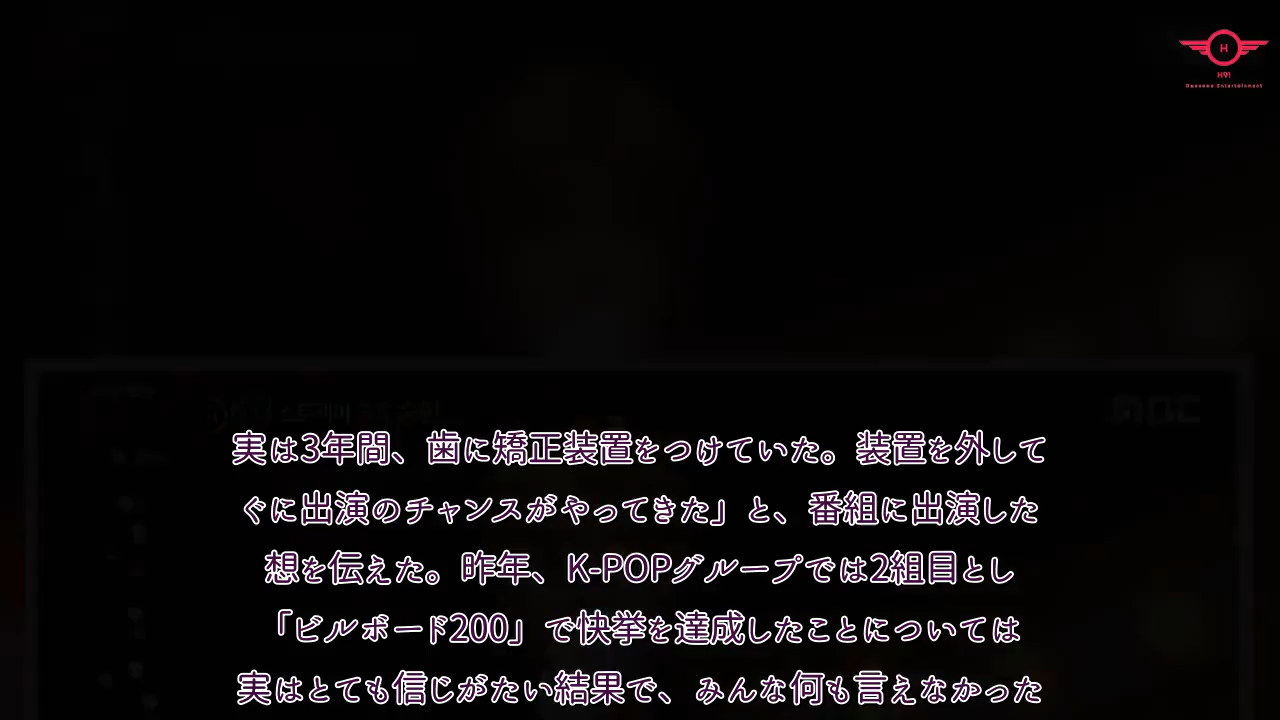 H
H91
Awesome Entertainment
MBC
実は3年間、歯に矯正装置をつけていた。装置を外して
ぐに出演のチャンスがやってきた」と、番組に出演した
想を伝えた。昨年、K-POPグループでは2組目とし
「ビルボード200」で快挙を達成したことについては
実はとても信じがたい結果で、みんな何も言えなかった